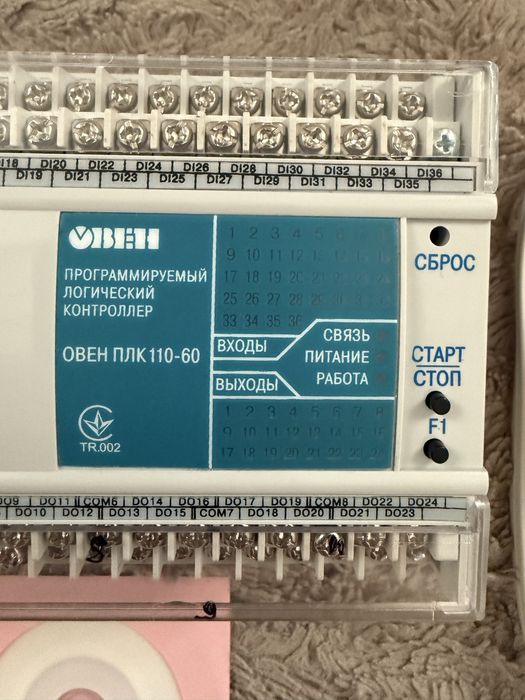 DI18 DI20 DI22 DI24 DI26 DI28 DI30 DI32 DI34 DI36
DI19 DI21 DI23 DI25 DI27 DI29 DI31 DI33 DI35
ОВЕН
ПРОГРАММИРУЕМЫЙ
ЛОГИЧЕСКИЙ
КОНТРОЛЛЕР
ОВЕН ПЛК110-60
TR.002
1 2 3 4 5 6 7 8
9 10 11 12 13 14 15 16
17 18 19 20 21 22 23 24
25 26 27 28 29 30 31 32
33 34 35 36
ВХОДЫ
СВЯЗЬ
ПИТАНИЕ
РАБОТА
ВЫХОДЫ
1 2 3 4 5 6 7 8
9 10 11 12 13 14 15 16
17 18 19 20 21 22 23 24
СБРОС
СТАРТ
СТОП
F1
DO9 DO11 COM6 DO14 DO16 DO17 DO19 COM8 DO22 DO24
DO10 DO12 DO13 DO15 COM7 DO18 DO20 DO21 DO23